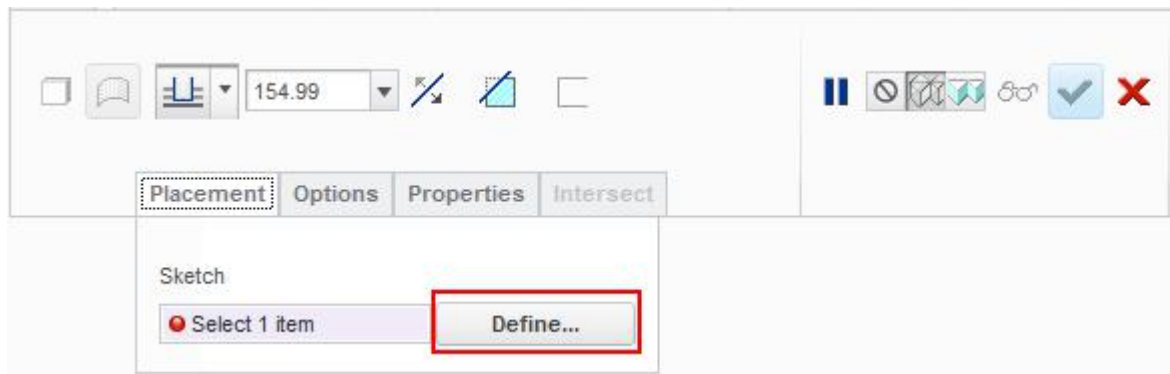 154.99
Placement Options Properties Intersect
Sketch
Select 1 item Define...